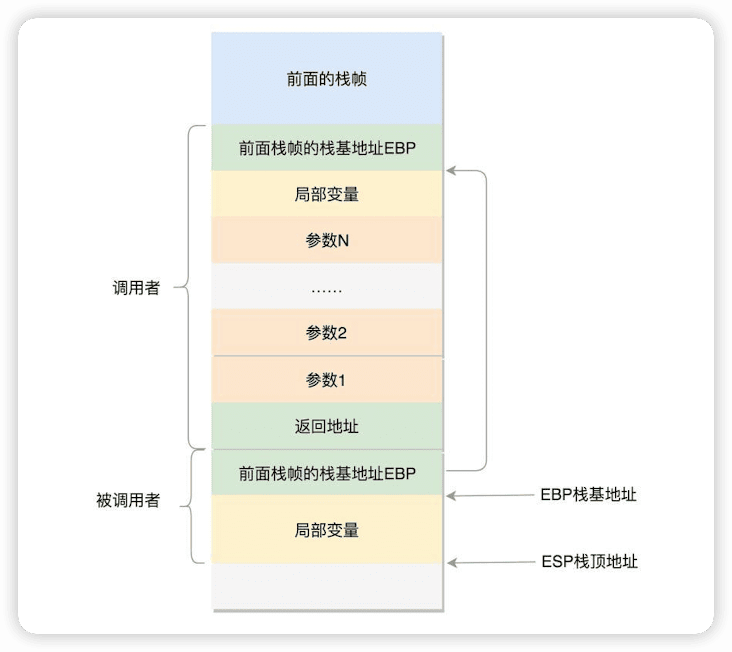 前面的栈帧
前面栈帧的栈基地址EBP
局部变量
参数N
调用者
……
参数2
参数1
返回地址
前面栈帧的栈基地址EBP
EBP栈基地址
被调用者
局部变量
ESP栈顶地址